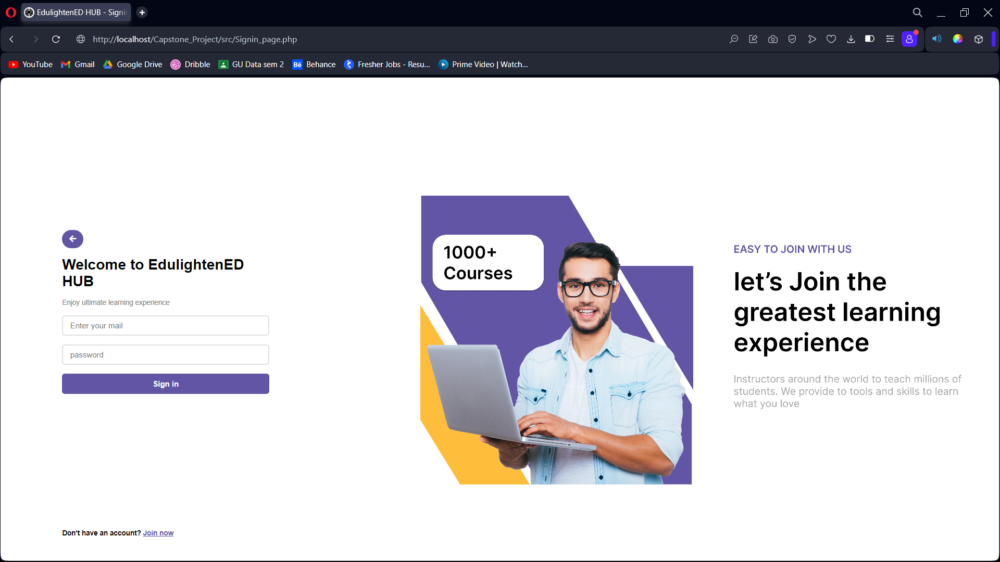 EdulightenED HUB - Signi
http://localhost/Capstone_Project/src/Signin_page.php
YouTube
Gmail
Google Drive
Dribble
GU Data sem 2
Bē Behance
Fresher Jobs - Resu...
Prime Video | Watch...
Welcome to EdulightenED
HUB
Enjoy ultimate learning experience
Enter your mail
password
Sign in
Don't have an account? Join now
1000+
Courses
EASY TO JOIN WITH US
let’s Join the
greatest learning
experience
Instructors around the world to teach millions of
students. We provide to tools and skills to learn
what you love